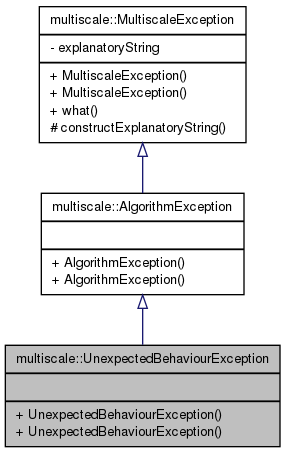 multiscale::MultiscaleException
- explanatoryString
+ MultiscaleException()
+ MultiscaleException()
+ what()
# constructExplanatoryString()
multiscale::AlgorithmException
+ AlgorithmException()
+ AlgorithmException()
multiscale::UnexpectedBehaviourException
+ UnexpectedBehaviourException()
+ UnexpectedBehaviourException()